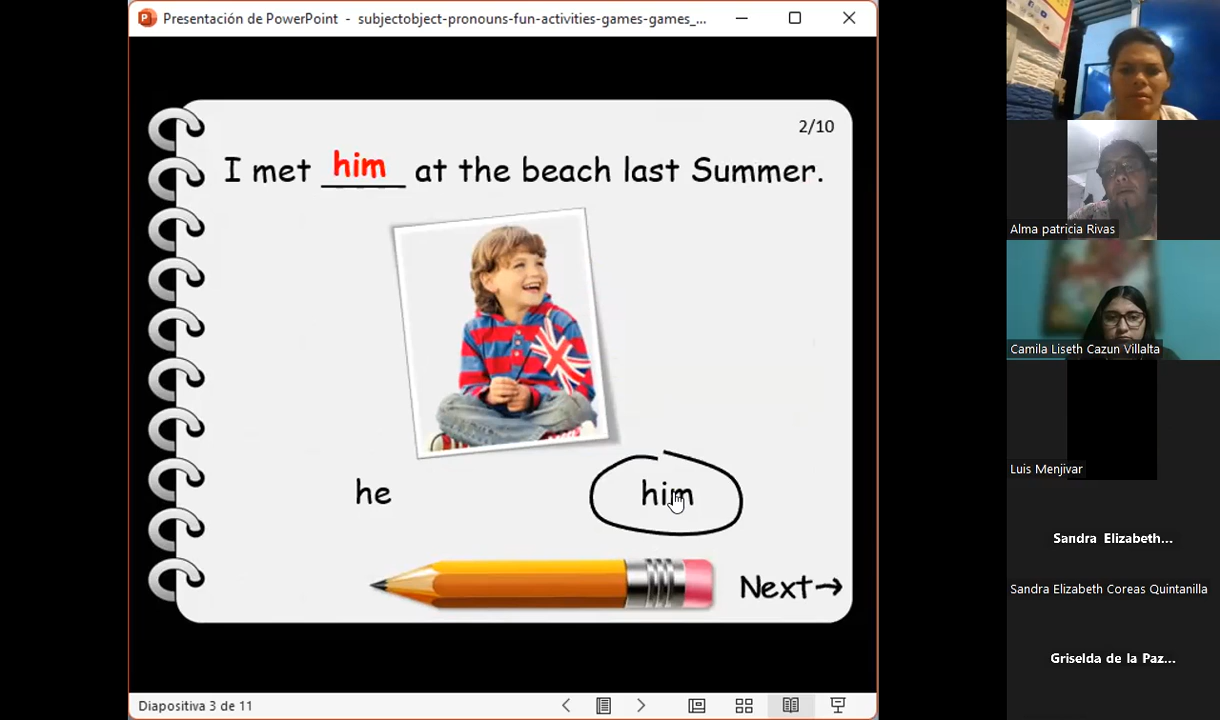 Presentación de PowerPoint - subjectobject-pronouns-fun-activities-games-games_...
2/10
I met him at the beach last Summer.
he
him
Next→
Diapositiva 3 de 11
Alma patricia Rivas
Camila Liseth Cazun Villalta
Luis Menjivar
Sandra Elizabeth...
Sandra Elizabeth Coreas Quintanilla
Griselda de la Paz...